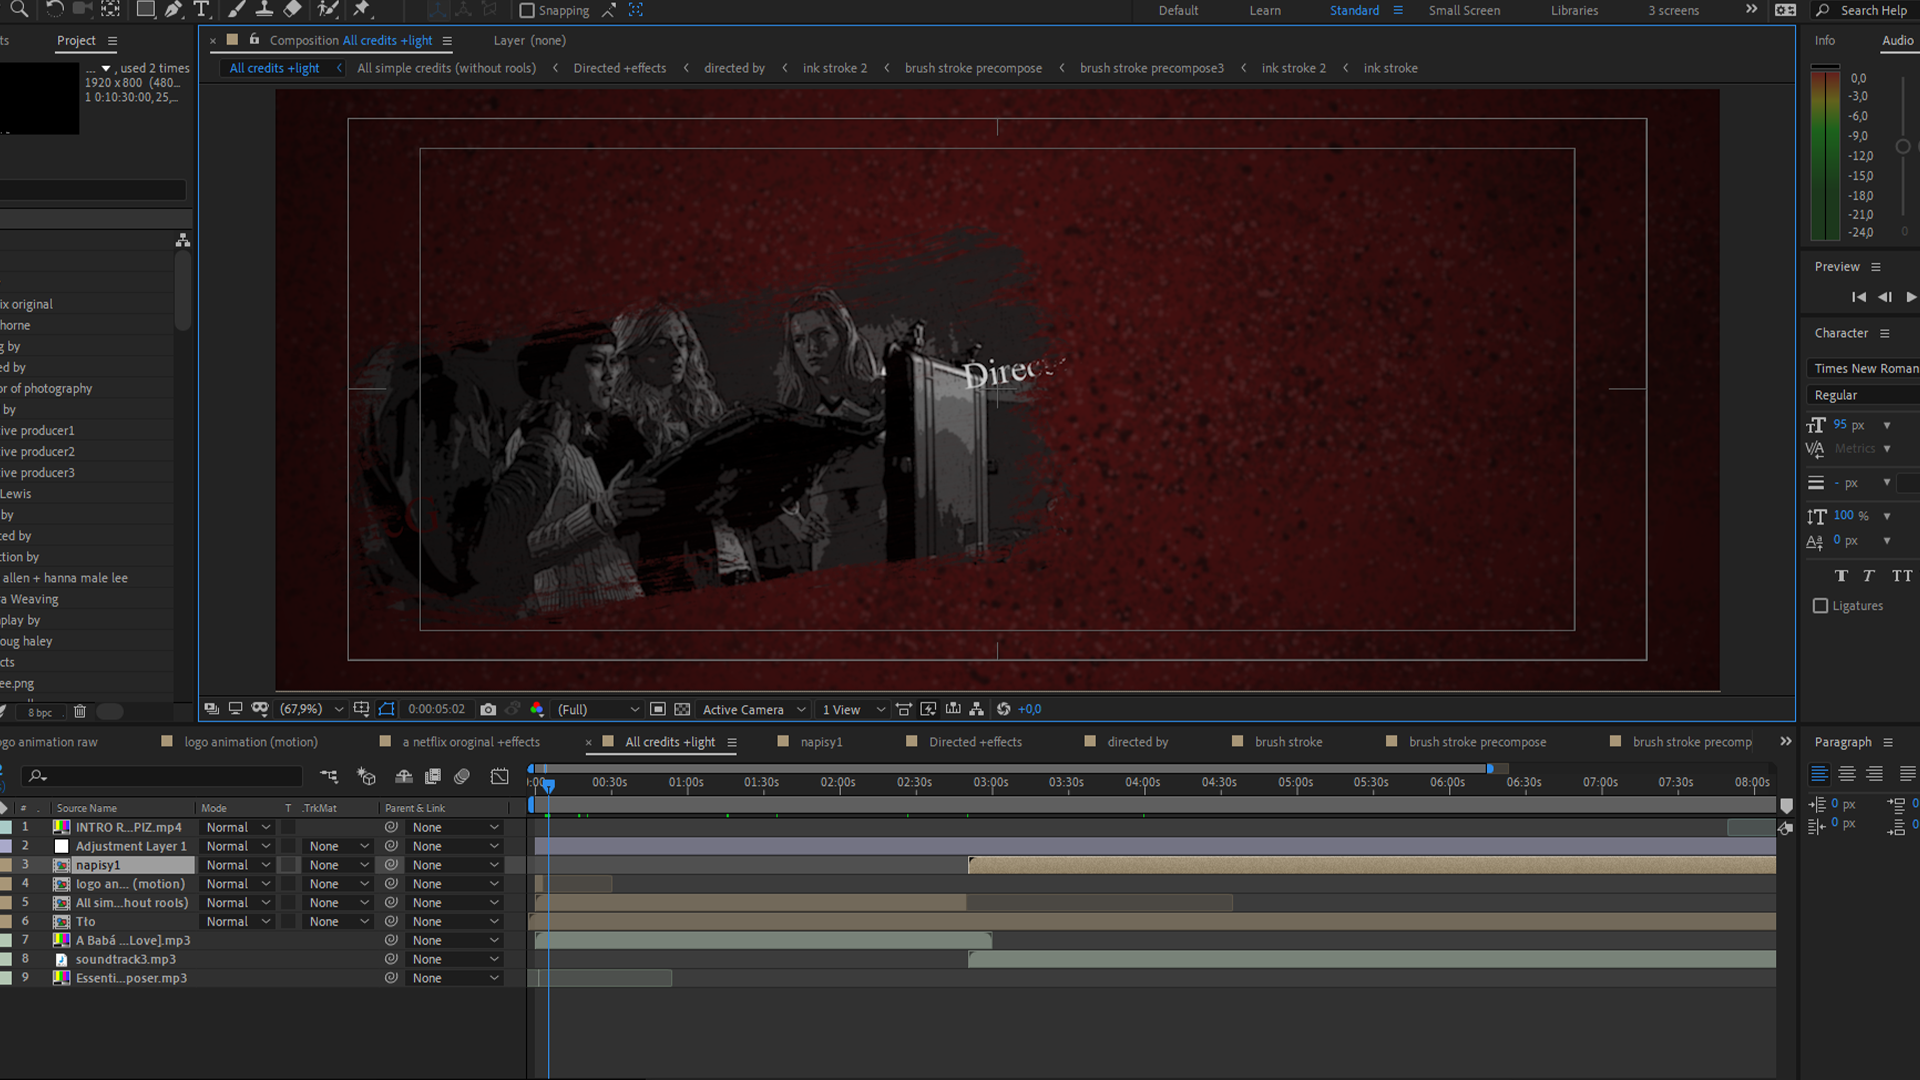 Snapping
Default
Learn
Standard
Small Screen
Libraries
3 screens
Search Help
ts
Project
Composition All credits +light
Layer (none)
Info
Audio
... , used 2 times
1920 x 800 (480...
1 0:10:30:00, 25,...
All credits +light
All simple credits (without rools)
Directed +effects
directed by
ink stroke 2
brush stroke precompose
brush stroke precompose3
ink stroke 2
ink stroke
0,0
-3,0
-6,0
-9,0
-12,0
-15,0
-18,0
-21,0
-24,0
0
Preview
Character
Times New Roman
Regular
95 px
Metrics
- px
100 %
0 px
T T TT
Ligatures
ix original
horne
g by
ed by
or of photography
by
ive producer1
ive producer2
ive producer3
Lewis
by
ced by
ction by
allen + hanna male lee
ra Weaving
nplay by
oug haley
cts
ee.png
Direc
8 bpc
(67,9%)
0:00:05:02
(Full)
Active Camera
1 View
+0,0
ogo animation raw
logo animation (motion)
a netflix oroginal +effects
All credits +light
napisy1
Directed +effects
directed by
brush stroke
brush stroke precompose
brush stroke precomp
Paragraph
:00s
00:30s
01:00s
01:30s
02:00s
02:30s
03:00s
03:30s
04:00s
04:30s
05:00s
05:30s
06:00s
06:30s
07:00s
07:30s
08:00s
# Source Name Mode T .TrkMat Parent & Link
1 INTRO R...PIZ.mp4 Normal None
2 Adjustment Layer 1 Normal None None
3 napisy1 Normal None None
4 logo an... (motion) Normal None None
5 All sim...hout rools) Normal None None
6 Tło Normal None None
7 A Babá ...Love].mp3 None
8 soundtrack3.mp3 None
9 Essenti...poser.mp3 None
0 px
0 px
0
0